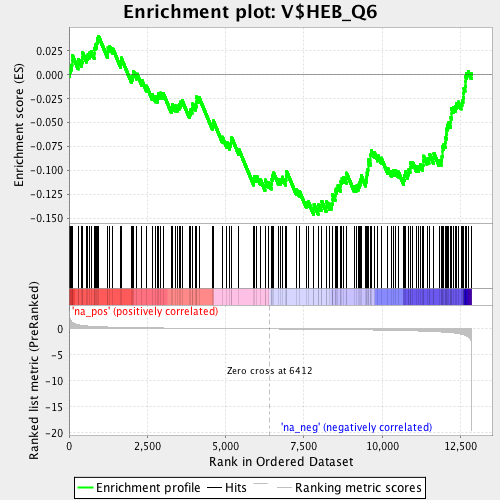 Enrichment plot: V$HEB_Q6
Enrichment score (ES)
0.025
0.000
-0.025
-0.050
-0.075
-0.100
-0.125
-0.150
'na_pos' (positively correlated)
Ranked list metric (PreRanked)
0
-5
-10
-15
-20
Zero cross at 6412
'na_neg' (negatively correlated)
0
2,500
5,000
7,500
10,000
12,500
Rank in Ordered Dataset
Enrichment profile
Hits
Ranking metric scores